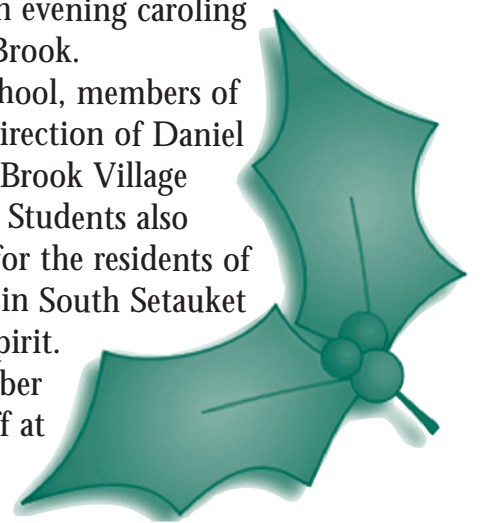 evening caroling
Brook.
hool, members of
irection of Daniel
Brook Village
Students also
for the residents of
in South Setauket
pirit.
ber
f at